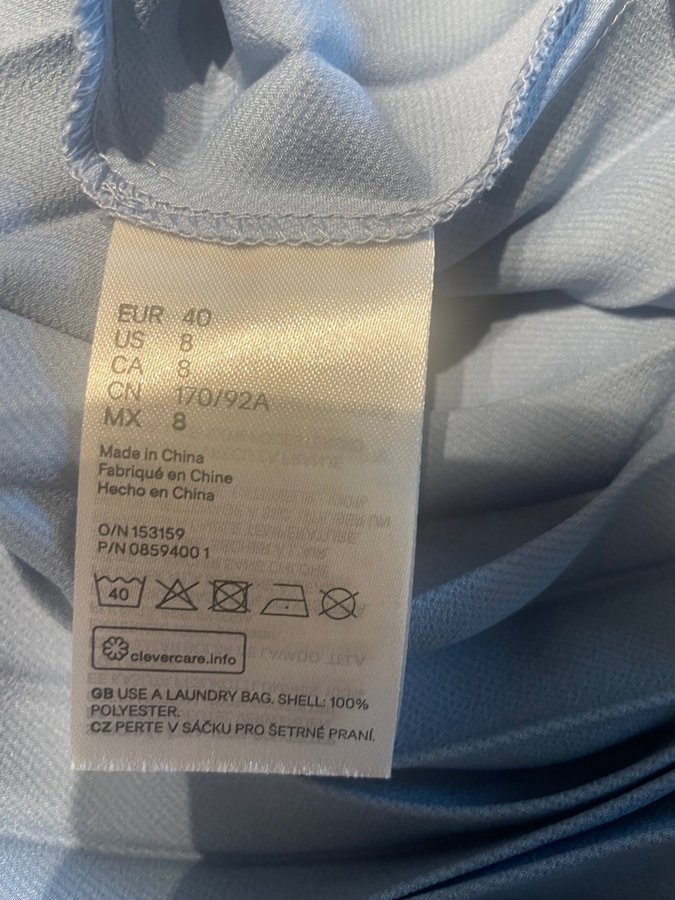 EUR 40
US 8
CA 8
CN 170/92A
MX 8
Made in China
Fabriqué en Chine
Hecho en China
O/N 153159
P/N 0859400 1
40
clevercare.info
GB USE A LAUNDRY BAG. SHELL: 100%
POLYESTER.
CZ PERTE V SÁČKU PRO ŠETRNÉ PRANÍ.